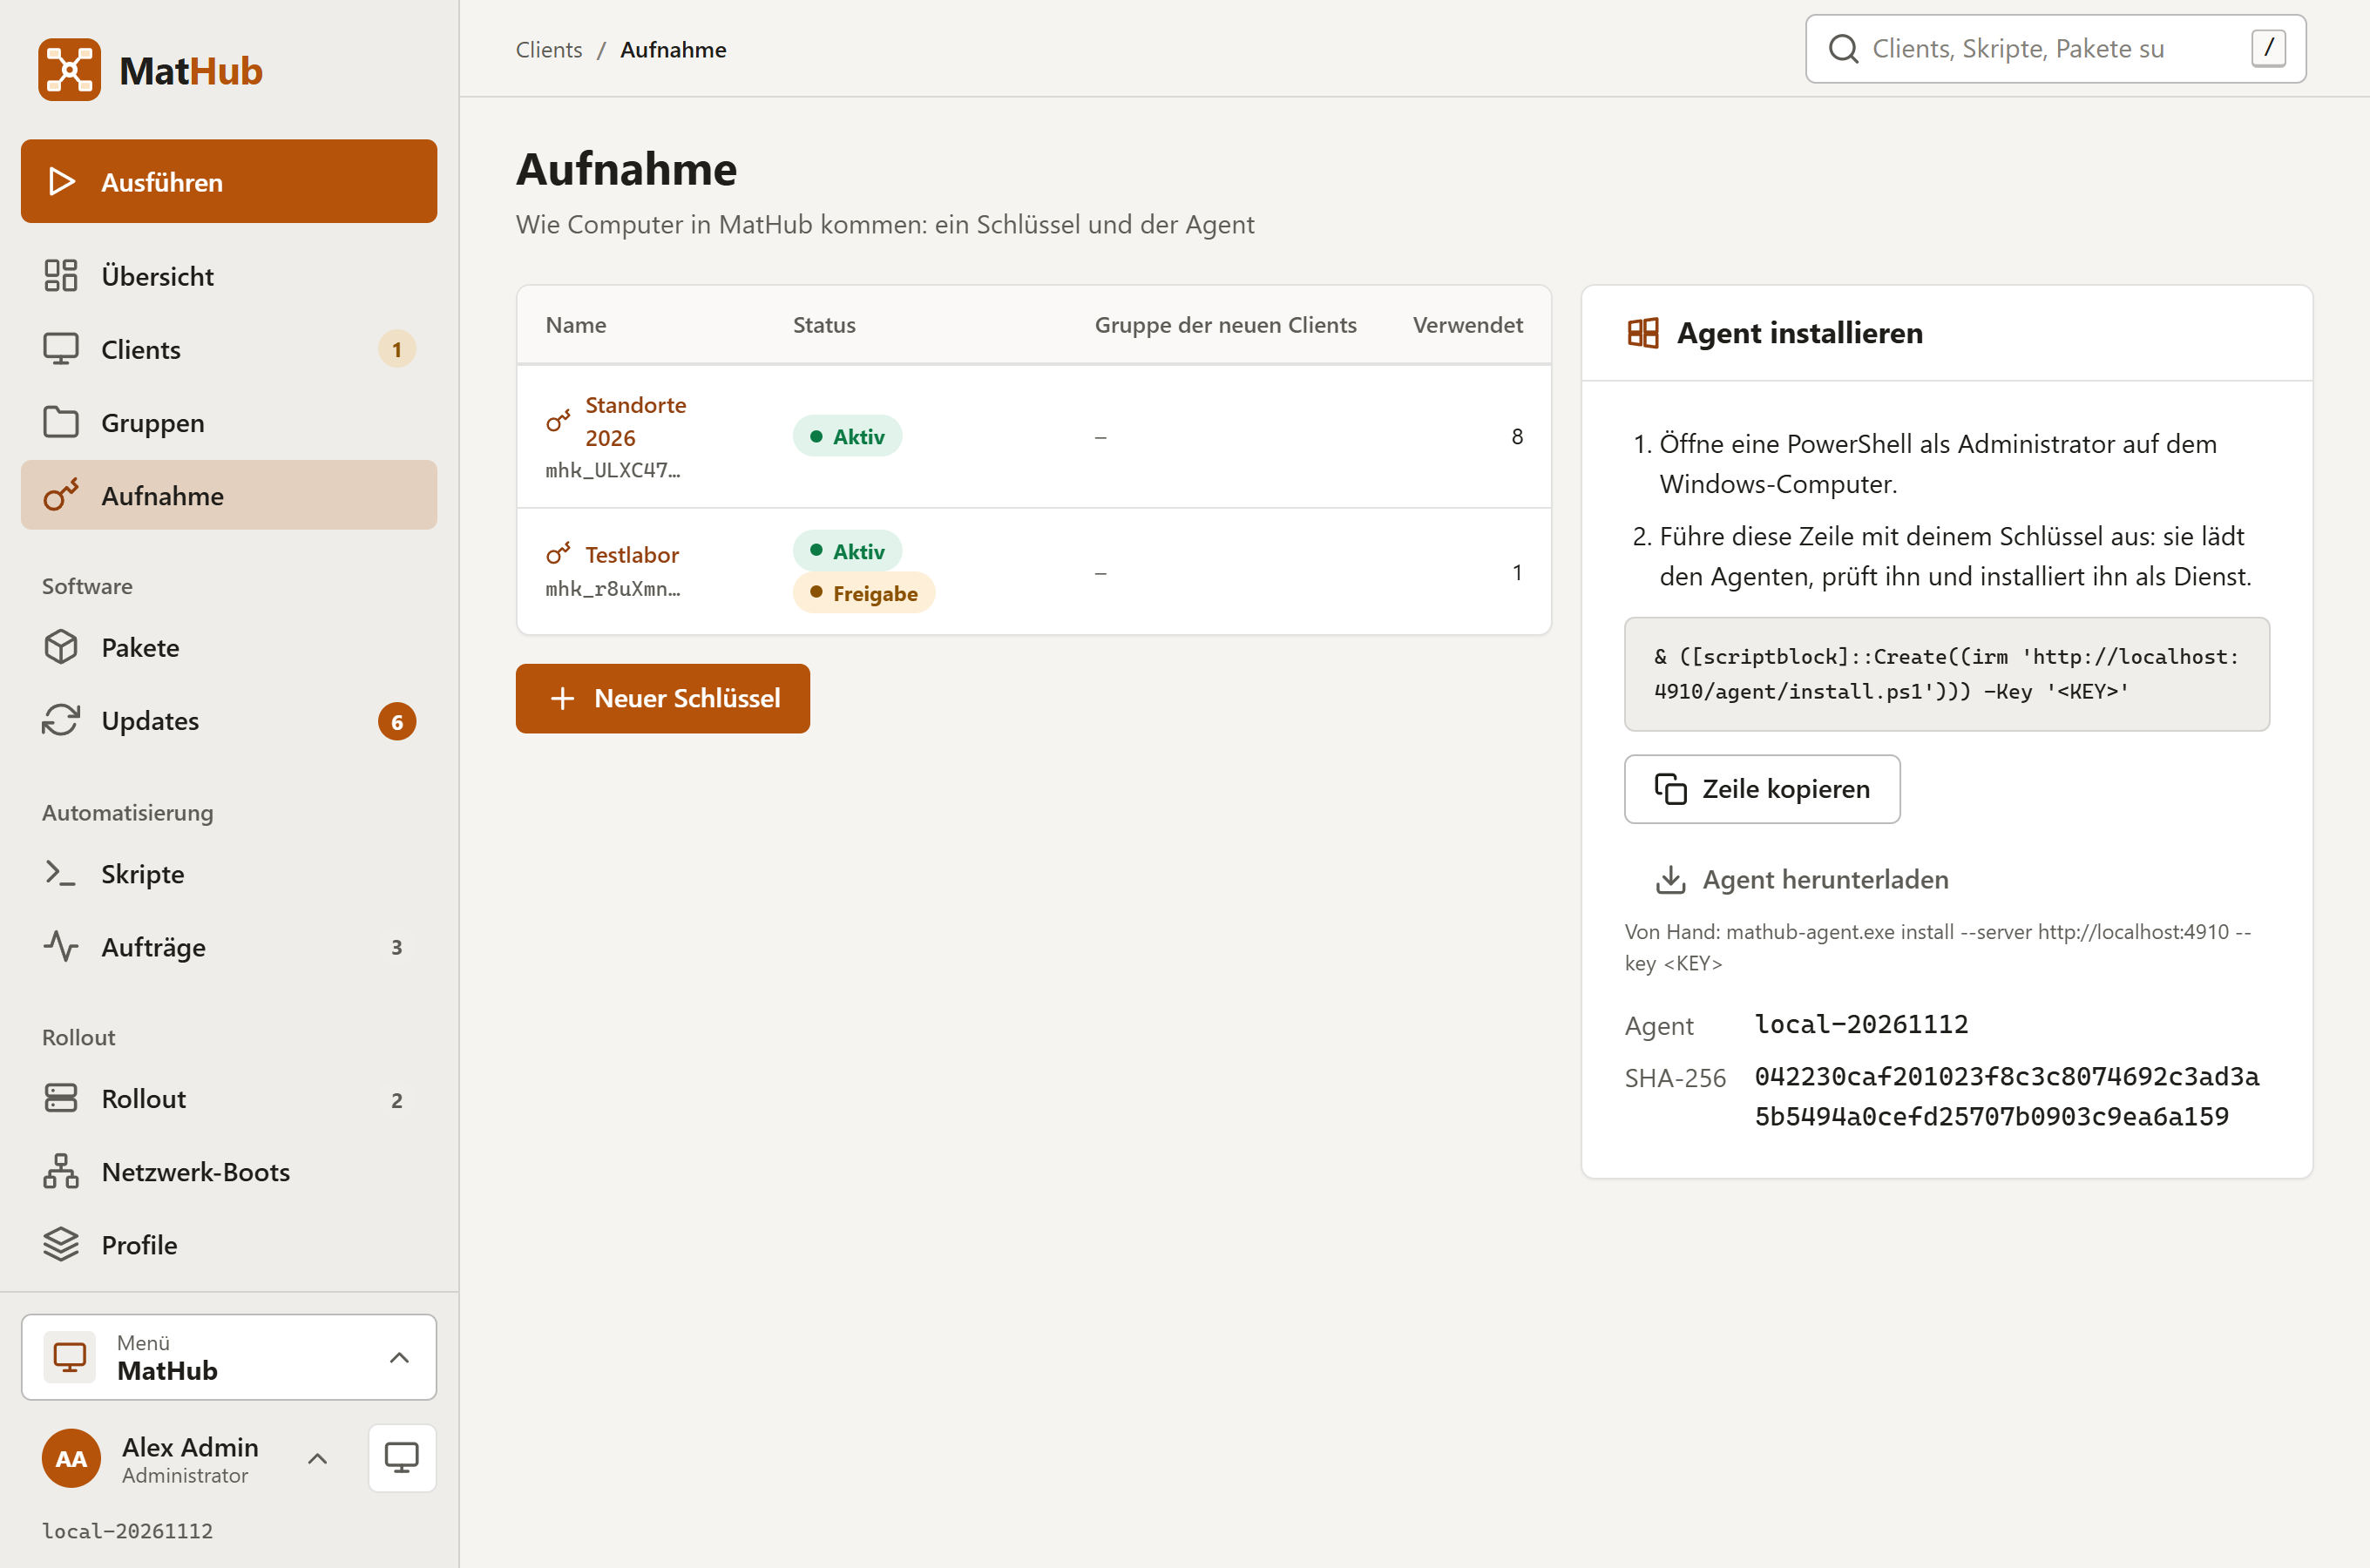 MatHub
Ausführen
Übersicht
Clients 1
Gruppen
Aufnahme
Software
Pakete
Updates 6
Automatisierung
Skripte
Aufträge 3
Rollout
Rollout 2
Netzwerk-Boots
Profile
Menü
MatHub
AA
Alex Admin
Administrator
local-20261112
Clients / Aufnahme
Clients, Skripte, Pakete su /
Aufnahme
Wie Computer in MatHub kommen: ein Schlüssel und der Agent
Name Status Gruppe der neuen Clients Verwendet
Standorte
2026
mhk_ULXC47…
Aktiv
– 8
Testlabor
mhk_r8uXmn…
Aktiv
Freigabe
– 1
Neuer Schlüssel
Agent installieren
1. Öffne eine PowerShell als Administrator auf dem
Windows-Computer.
2. Führe diese Zeile mit deinem Schlüssel aus: sie lädt
den Agenten, prüft ihn und installiert ihn als Dienst.
& ([scriptblock]::Create((irm 'http://localhost:
4910/agent/install.ps1'))) -Key '<KEY>'
Zeile kopieren
Agent herunterladen
Von Hand: mathub-agent.exe install --server http://localhost:4910 --
key <KEY>
Agent local-20261112
SHA-256 042230caf201023f8c3c8074692c3ad3a
5b5494a0cefd25707b0903c9ea6a159